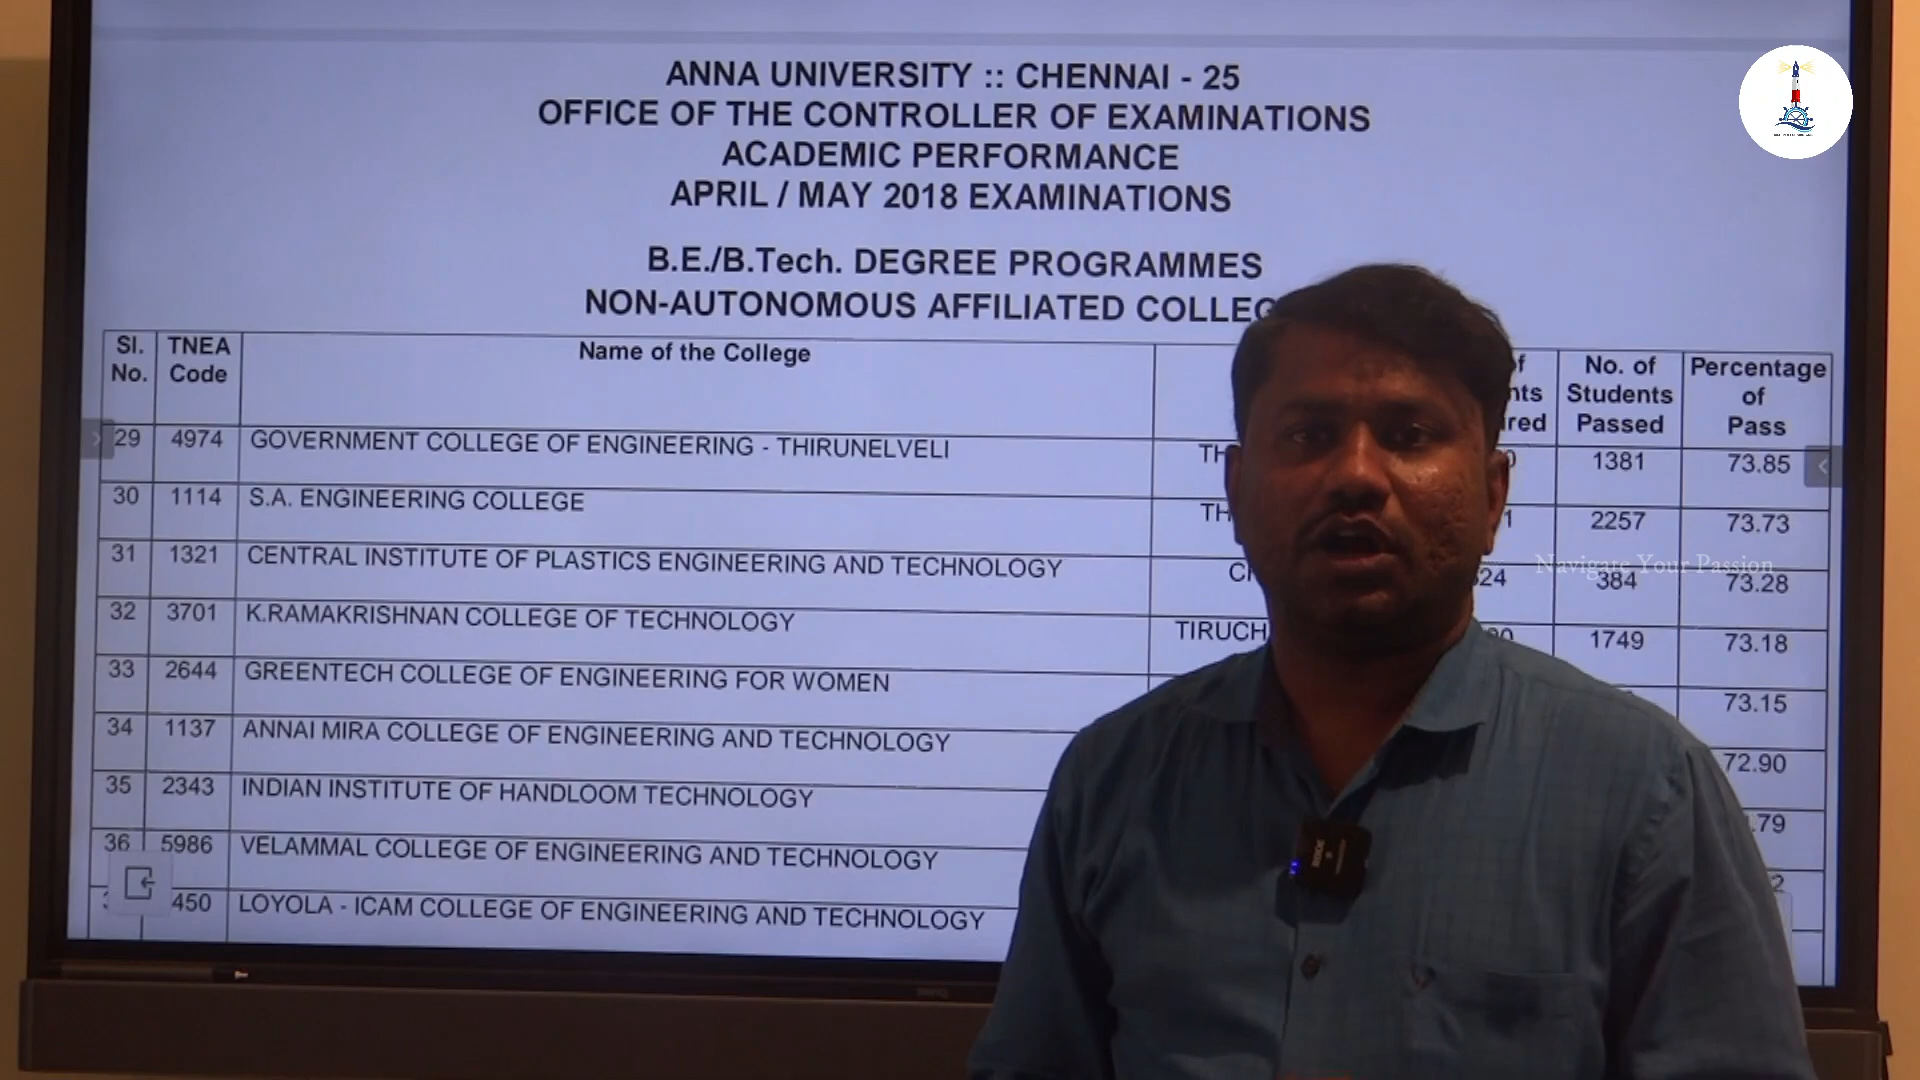 ANNA UNIVERSITY :: CHENNAI - 25
OFFICE OF THE CONTROLLER OF EXAMINATIONS
ACADEMIC PERFORMANCE
APRIL / MAY 2018 EXAMINATIONS
B.E./B.Tech. DEGREE PROGRAMMES
NON-AUTONOMOUS AFFILIATED COLLEG
Sl. No. TNEA Code Name of the College No. of Students Passed Percentage of Pass
29 4974 GOVERNMENT COLLEGE OF ENGINEERING - THIRUNELVELI TH 1381 73.85
30 1114 S.A. ENGINEERING COLLEGE TH 2257 73.73
31 1321 CENTRAL INSTITUTE OF PLASTICS ENGINEERING AND TECHNOLOGY 384 73.28
Navigate Your Passion
32 3701 K.RAMAKRISHNAN COLLEGE OF TECHNOLOGY TIRUCH 1749 73.18
33 2644 GREENTECH COLLEGE OF ENGINEERING FOR WOMEN 73.15
34 1137 ANNAI MIRA COLLEGE OF ENGINEERING AND TECHNOLOGY 72.90
35 2343 INDIAN INSTITUTE OF HANDLOOM TECHNOLOGY .79
36 5986 VELAMMAL COLLEGE OF ENGINEERING AND TECHNOLOGY 2
450 LOYOLA - ICAM COLLEGE OF ENGINEERING AND TECHNOLOGY
RODE